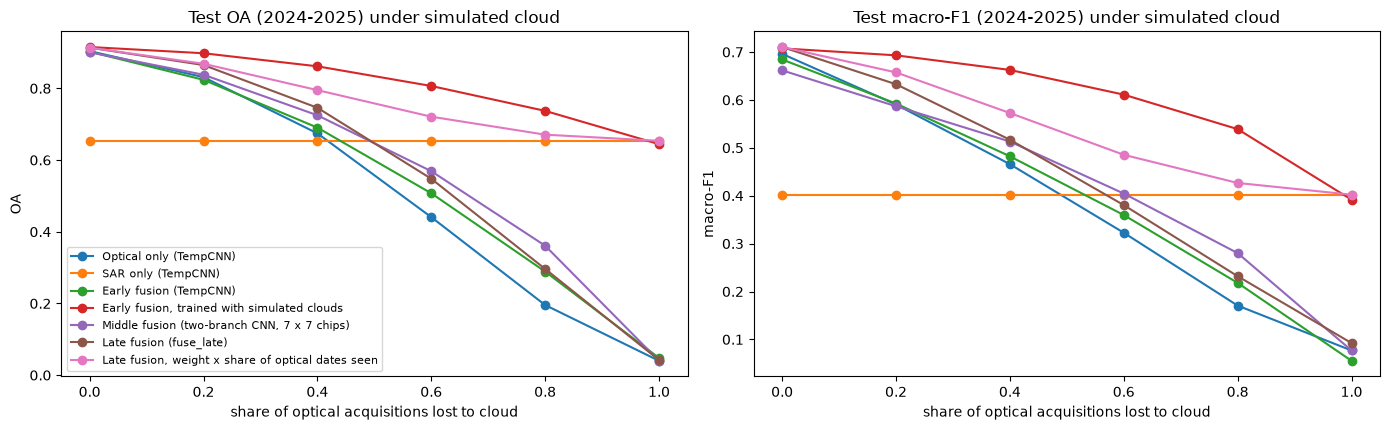 Test OA (2024-2025) under simulated cloud
OA
0.8
0.6
0.4
0.2
0.0
Optical only (TempCNN)
SAR only (TempCNN)
Early fusion (TempCNN)
Early fusion, trained with simulated clouds
Middle fusion (two-branch CNN, 7 x 7 chips)
Late fusion (fuse_late)
Late fusion, weight x share of optical dates seen
0.0 0.2 0.4 0.6 0.8 1.0
share of optical acquisitions lost to cloud
Test macro-F1 (2024-2025) under simulated cloud
macro-F1
0.7
0.6
0.5
0.4
0.3
0.2
0.1
0.0 0.2 0.4 0.6 0.8 1.0
share of optical acquisitions lost to cloud